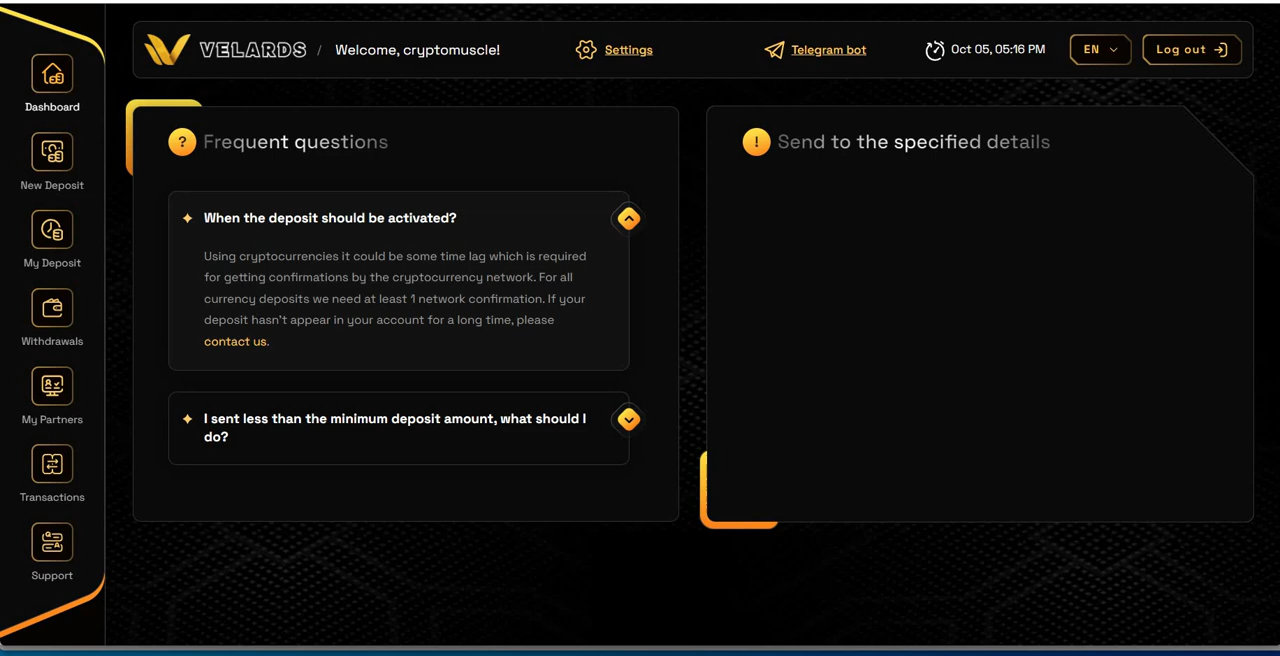 VELARDS / Welcome, cryptomuscle!
Settings
Telegram bot
Oct 05, 05:16 PM
EN
Log out
Dashboard
New Deposit
My Deposit
Withdrawals
My Partners
Transactions
Support
? Frequent questions
When the deposit should be activated?
Using cryptocurrencies it could be some time lag which is required
for getting confirmations by the cryptocurrency network. For all
currency deposits we need at least 1 network confirmation. If your
deposit hasn't appear in your account for a long time, please
contact us.
I sent less than the minimum deposit amount, what should I
do?
! Send to the specified details